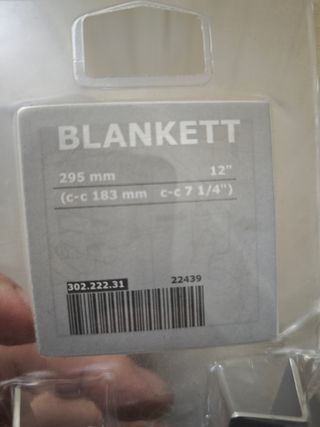 BLANKETT
295 mm 12"
(c-c 183 mm c-c 7 1/4")
302.222.31 22439